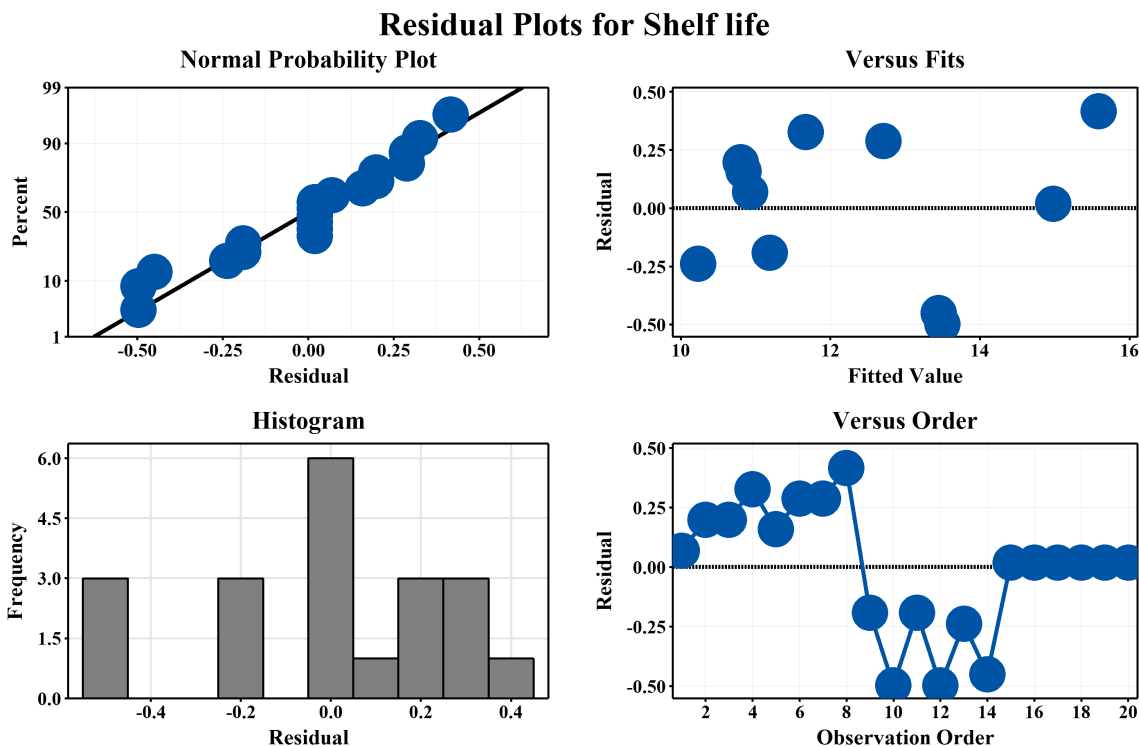 Residual Plots for Shelf life
Normal Probability Plot
99
90
50
10
1
Percent
-0.50 -0.25 0.00 0.25 0.50
Residual
Versus Fits
0.50
0.25
0.00
-0.25
-0.50
Residual
10 12 14 16
Fitted Value
Histogram
6.0
4.5
3.0
1.5
0.0
Frequency
-0.4 -0.2 0.0 0.2 0.4
Residual
Versus Order
0.50
0.25
0.00
-0.25
-0.50
Residual
2 4 6 8 10 12 14 16 18 20
Observation Order